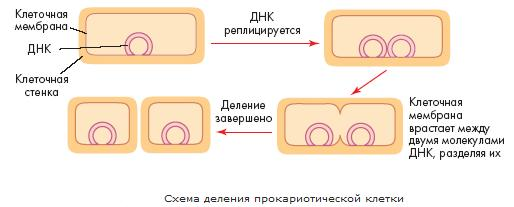 Клеточная
мембрана
ДНК
Клеточная
стенка
ДНК
реплицируется
Клеточная
мембрана
врастает между
двумя молекулами
ДНК, разделяя их
Деление
завершено
Схема деления прокариотической клетки